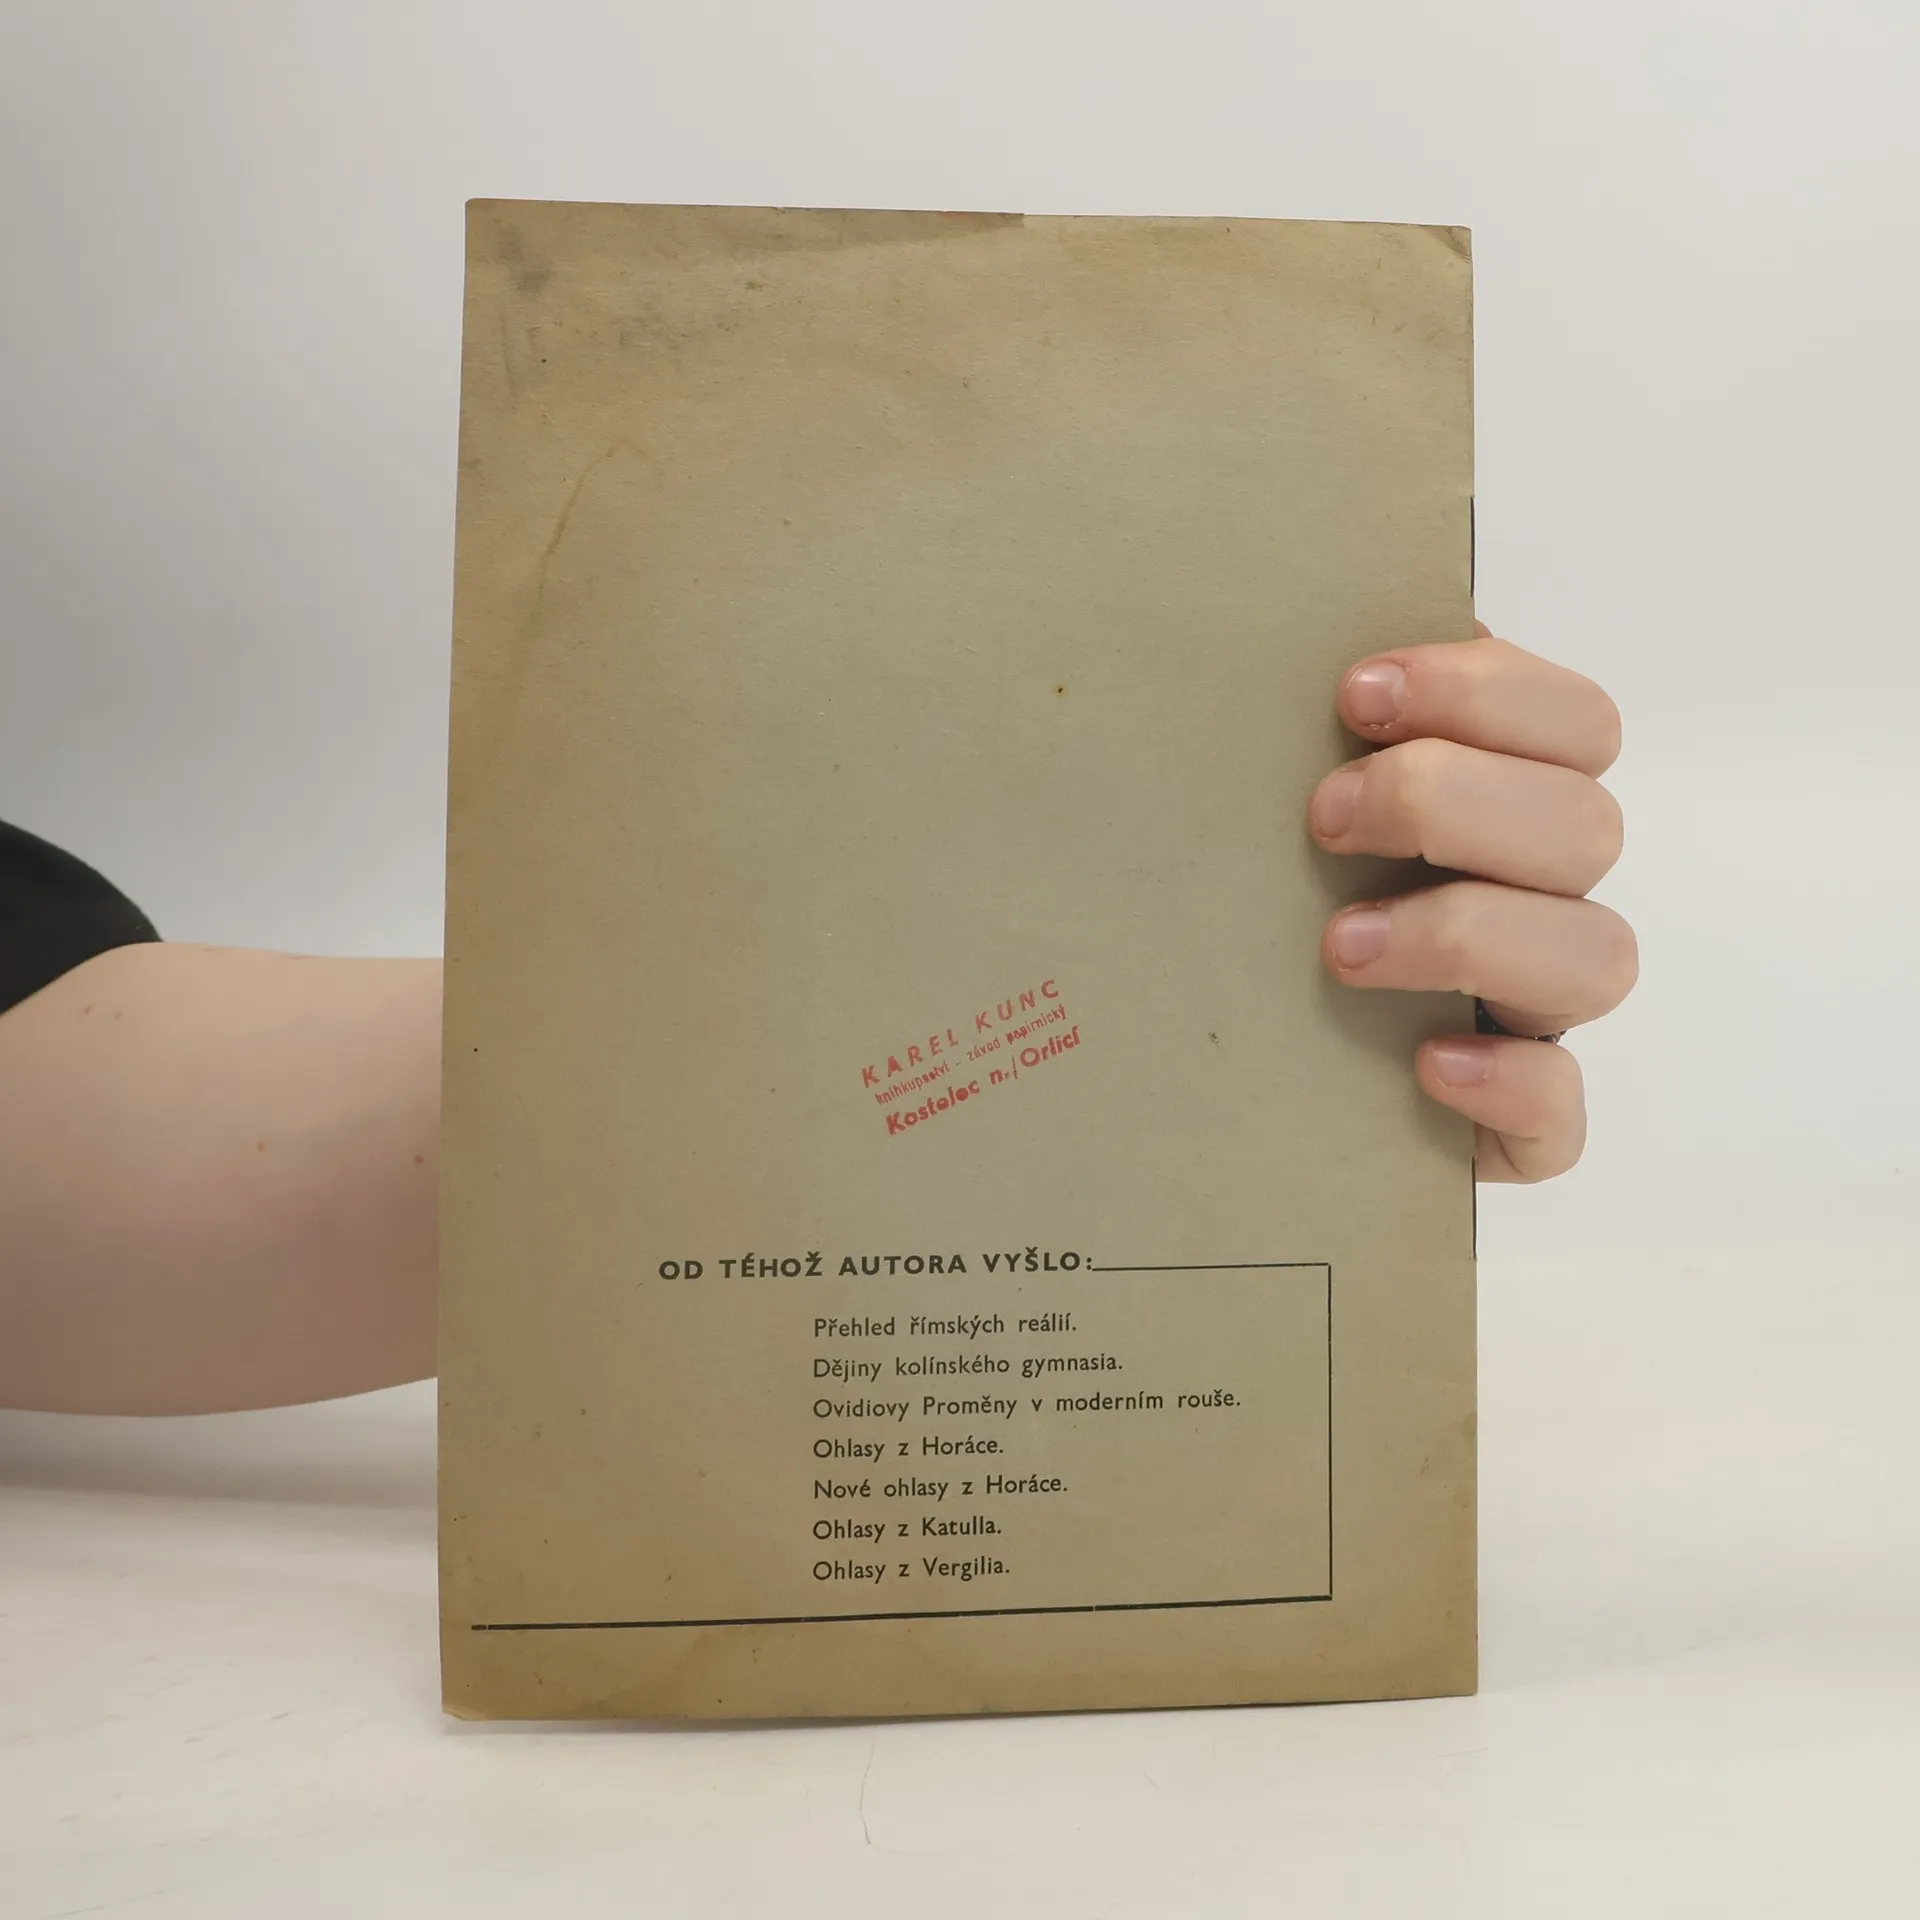 KAREL KUNC
knihkupectví - závod papírnický
Kostelec n./Orlicí
OD TÉHOŽ AUTORA VYŠLO:
Přehled římských reálií.
Dějiny kolínského gymnasia.
Ovidiovy Proměny v moderním rouše.
Ohlasy z Horáce.
Nové ohlasy z Horáce.
Ohlasy z Katulla.
Ohlasy z Vergilia.